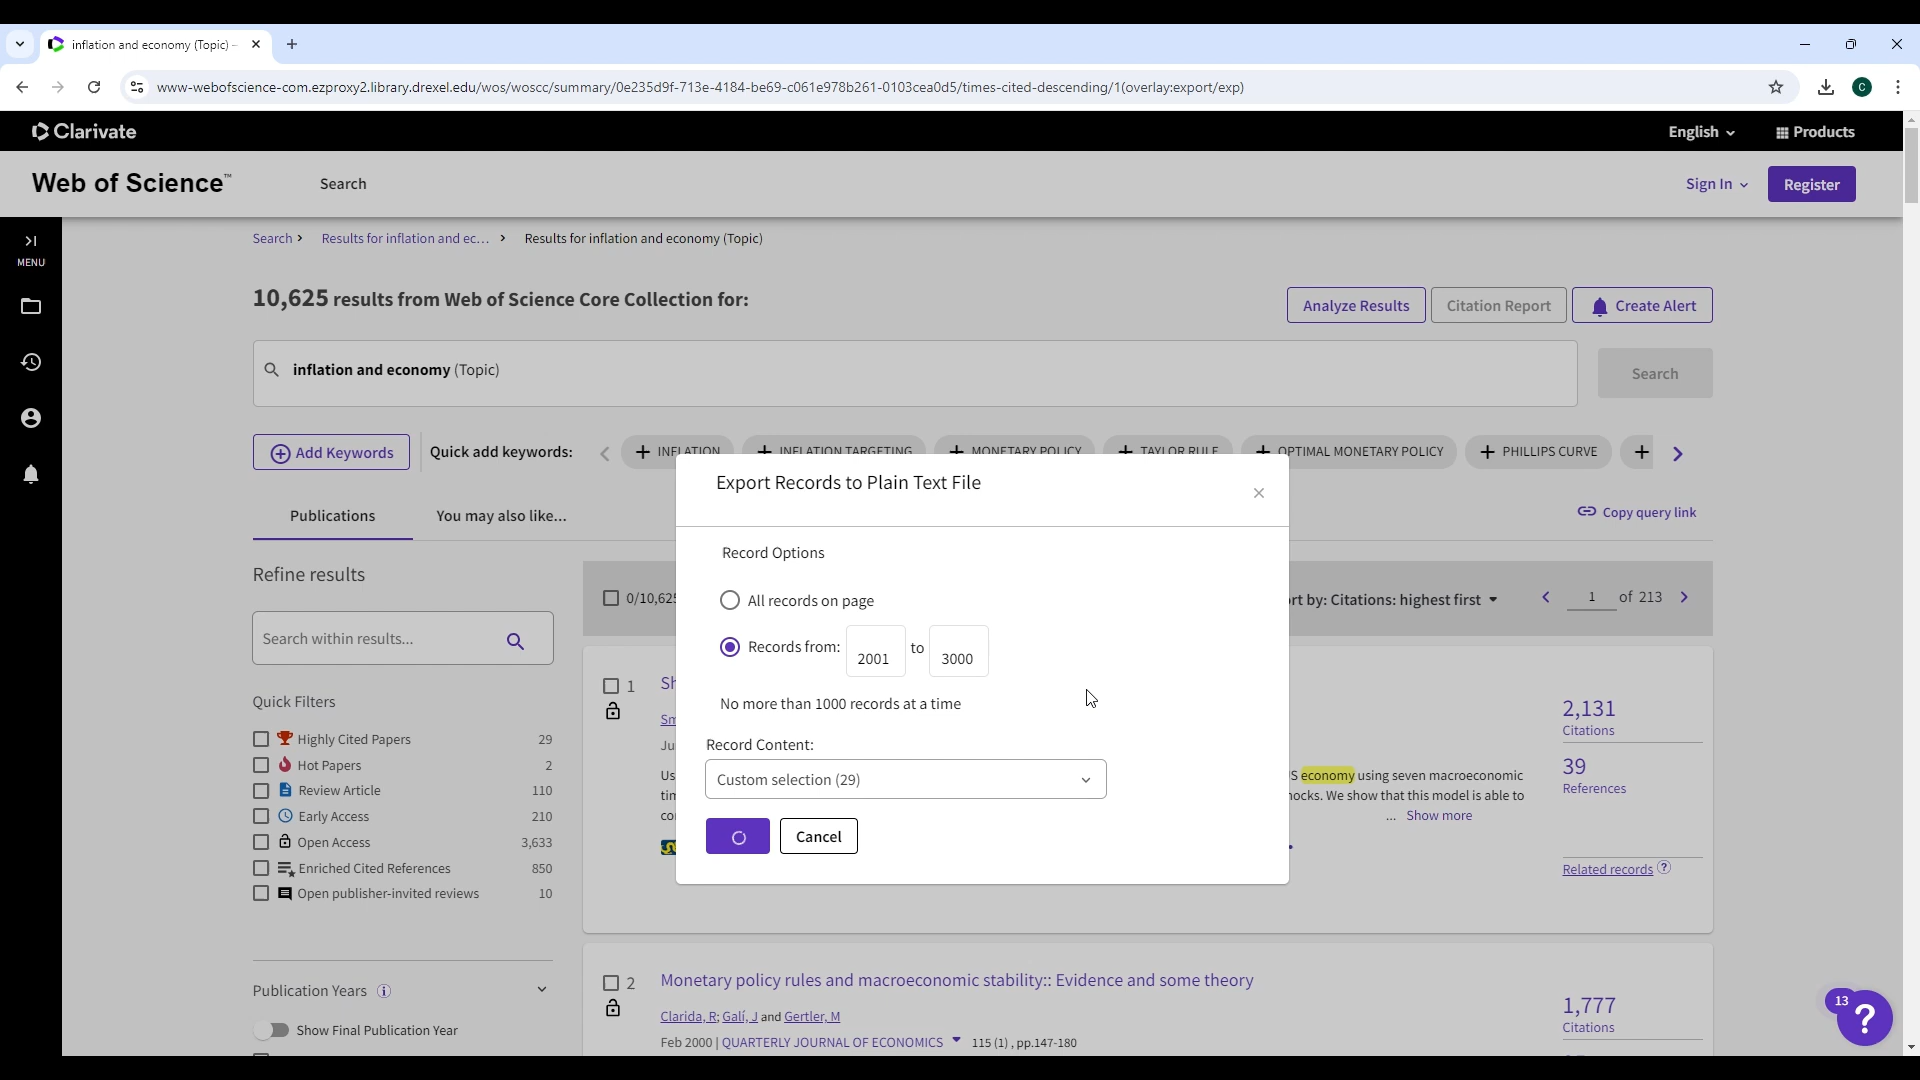 inflation and economy (Topic) -
www-webofscience-com.ezproxy2.library.drexel.edu/wos/woscc/summary/0e235d9f-713e-4184-be69-c061e978b261-0103cea0d5/times-cited-descending/1(overlay:export/exp)
C
Clarivate
English
Products
Web of Science™
Search
Sign In
Register
MENU
Search > Results for inflation and ec... > Results for inflation and economy (Topic)
10,625 results from Web of Science Core Collection for:
Analyze Results
Citation Report
Create Alert
inflation and economy (Topic)
Search
Add Keywords
Quick add keywords:
+ INFLATION
+ INFLATION TARGETING
+ MONETARY POLICY
+ TAYLOR RULE
+ OPTIMAL MONETARY POLICY
+ PHILLIPS CURVE
+
Publications
You may also like...
Copy query link
Export Records to Plain Text File
Record Options
All records on page
Records from: 2001 to 3000
No more than 1000 records at a time
Record Content:
Custom selection (29)
Cancel
Refine results
Search within results...
Quick Filters
Highly Cited Papers 29
Hot Papers 2
Review Article 110
Early Access 210
Open Access 3,633
Enriched Cited References 850
Open publisher-invited reviews 10
Publication Years
Show Final Publication Year
0/10,625
rt by: Citations: highest first
1 of 213
1
Sh
Sm
Ju
Us
S economy using seven macroeconomic
tim
ocks. We show that this model is able to
co
... Show more
2,131
Citations
39
References
Related records ?
2
Monetary policy rules and macroeconomic stability:: Evidence and some theory
Clarida, R; Galí, J and Gertler, M
Feb 2000 | QUARTERLY JOURNAL OF ECONOMICS 115 (1) , pp.147-180
1,777
Citations
13
?